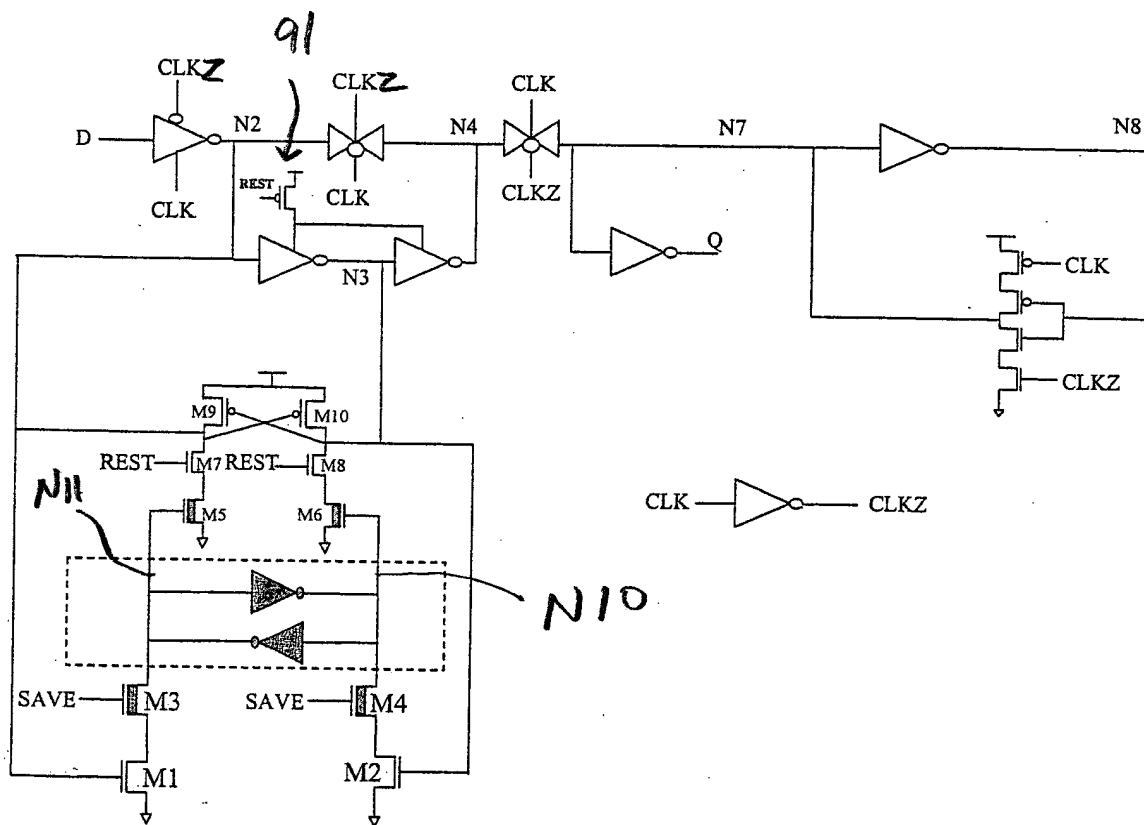 91
CLKZ
CLKZ
CLK
D
N2
N4
N7
N8
CLK
CLK
CLKZ
REST
Q
N3
CLK
M9
M10
REST
M7
REST
M8
CLKZ
N11
M5
M6
CLK
CLKZ
N10
SAVE
M3
SAVE
M4
M1
M2